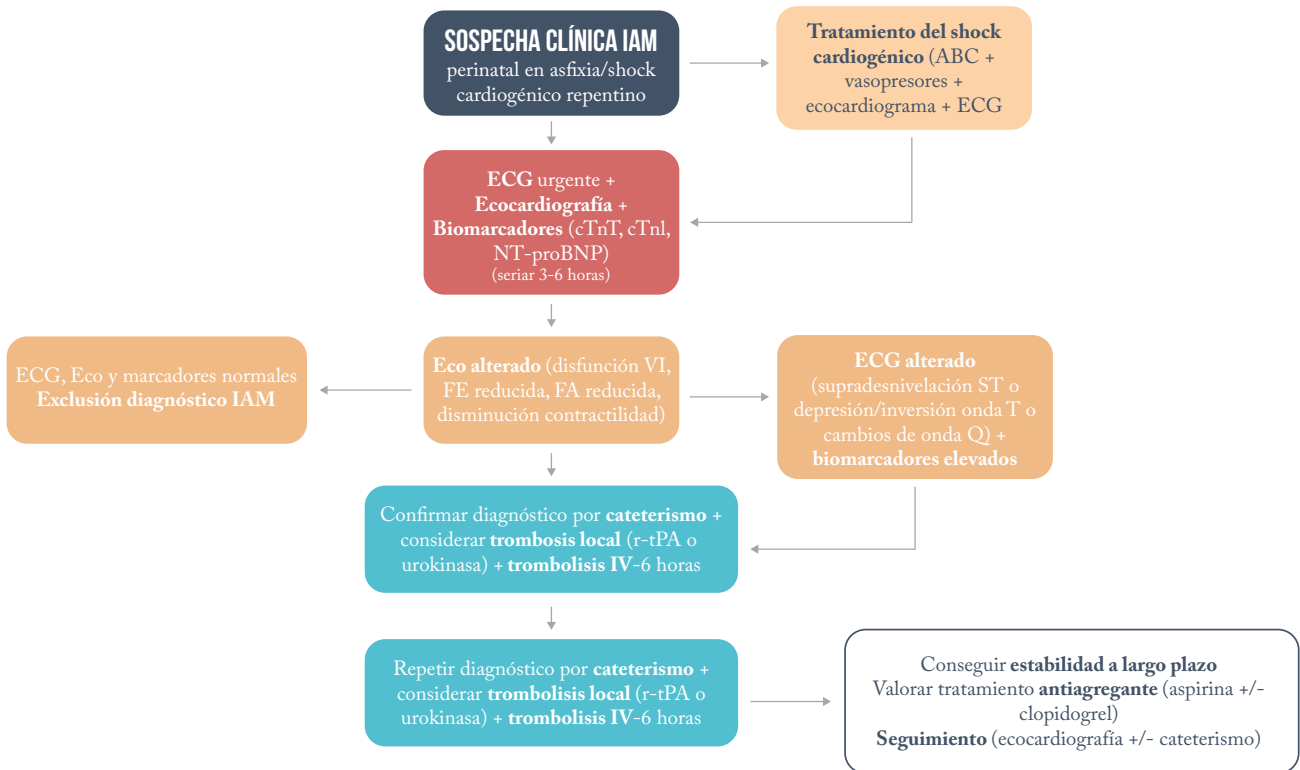 SOSPECHA CLÍNICA IAM
perinatal en asfixia/shock
cardiogénico repentino
Tratamiento del shock
cardiogénico (ABC +
vasopresores +
ecocardiograma + ECG
ECG urgente +
Ecocardiografía +
Biomarcadores (cTnT, cTnl,
NT-proBNP)
(seriar 3-6 horas)
ECG, Eco y marcadores normales
Exclusión diagnóstico IAM
Eco alterado (disfunción VI,
FE reducida, FA reducida,
disminución contractilidad)
ECG alterado
(supradesnivelación ST o
depresión/inversión onda T o
cambios de onda Q) +
biomarcadores elevados
Confirmar diagnóstico por cateterismo +
considerar trombosis local (r-tPA o
urokinasa) + trombolisis IV-6 horas
Repetir diagnóstico por cateterismo +
considerar trombolisis local (r-tPA o
urokinasa) + trombolisis IV-6 horas
Conseguir estabilidad a largo plazo
Valorar tratamiento antiagregante (aspirina +/-
clopidogrel)
Seguimiento (ecocardiografía +/- cateterismo)